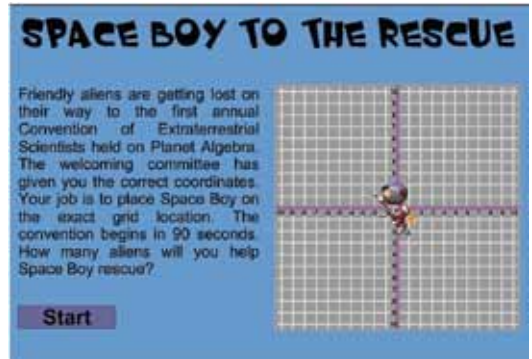 SPACE BOY TO THE RESCUE
Friendly aliens are getting lost on
their way to the first annual
Convention of Extraterrestrial
Scientists held on Planet Algebra.
The welcoming committee has
given you the correct coordinates.
Your job is to place Space Boy on
the exact grid location. The
convention begins in 90 seconds.
How many aliens will you help
Space Boy rescue?
Start